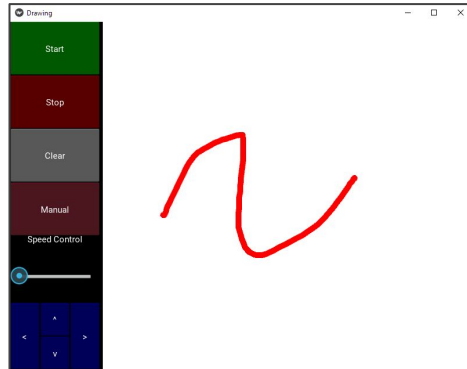 Drawing
Start
Stop
Clear
Manual
Speed Control
^
< >
v